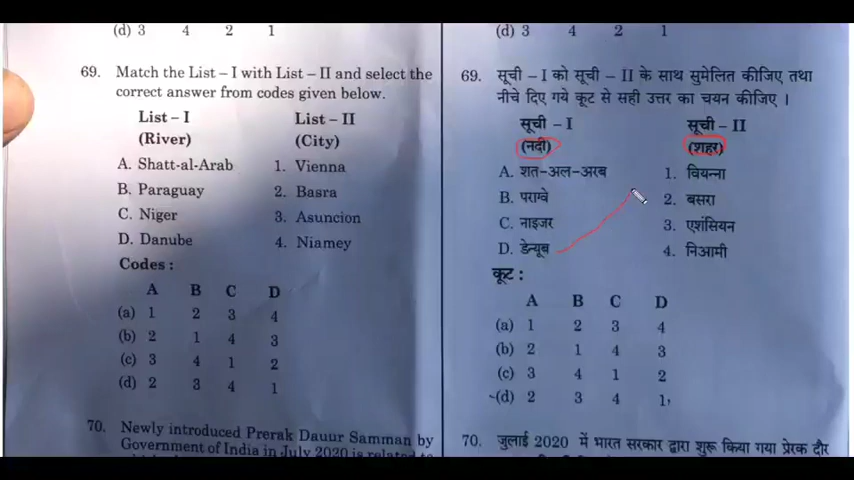 (d) 3 4 2 1
69. Match the List – I with List – II and select the
correct answer from codes given below.
List – I List – II
(River) (City)
A. Shatt-al-Arab 1. Vienna
B. Paraguay 2. Basra
C. Niger 3. Asuncion
D. Danube 4. Niamey
Codes :
A B C D
(a) 1 2 3 4
(b) 2 1 4 3
(c) 3 4 1 2
(d) 2 3 4 1
70. Newly introduced Prerak Dauur Samman by
Government of India in July 2020 is related to
(d) 3 4 2 1
69. सूची – I को सूची – II के साथ सुमेलित कीजिए तथा
नीचे दिए गये कूट से सही उत्तर का चयन कीजिए ।
सूची – I सूची – II
(नदी) (शहर)
A. शत-अल-अरब 1. वियन्ना
B. पराग्वे 2. बसरा
C. नाइजर 3. एशंसियन
D. डेन्यूब 4. निआमी
कूट :
A B C D
(a) 1 2 3 4
(b) 2 1 4 3
(c) 3 4 1 2
(d) 2 3 4 1
70. जुलाई 2020 में भारत सरकार द्वारा शुरू किया गया प्रेरक दौर